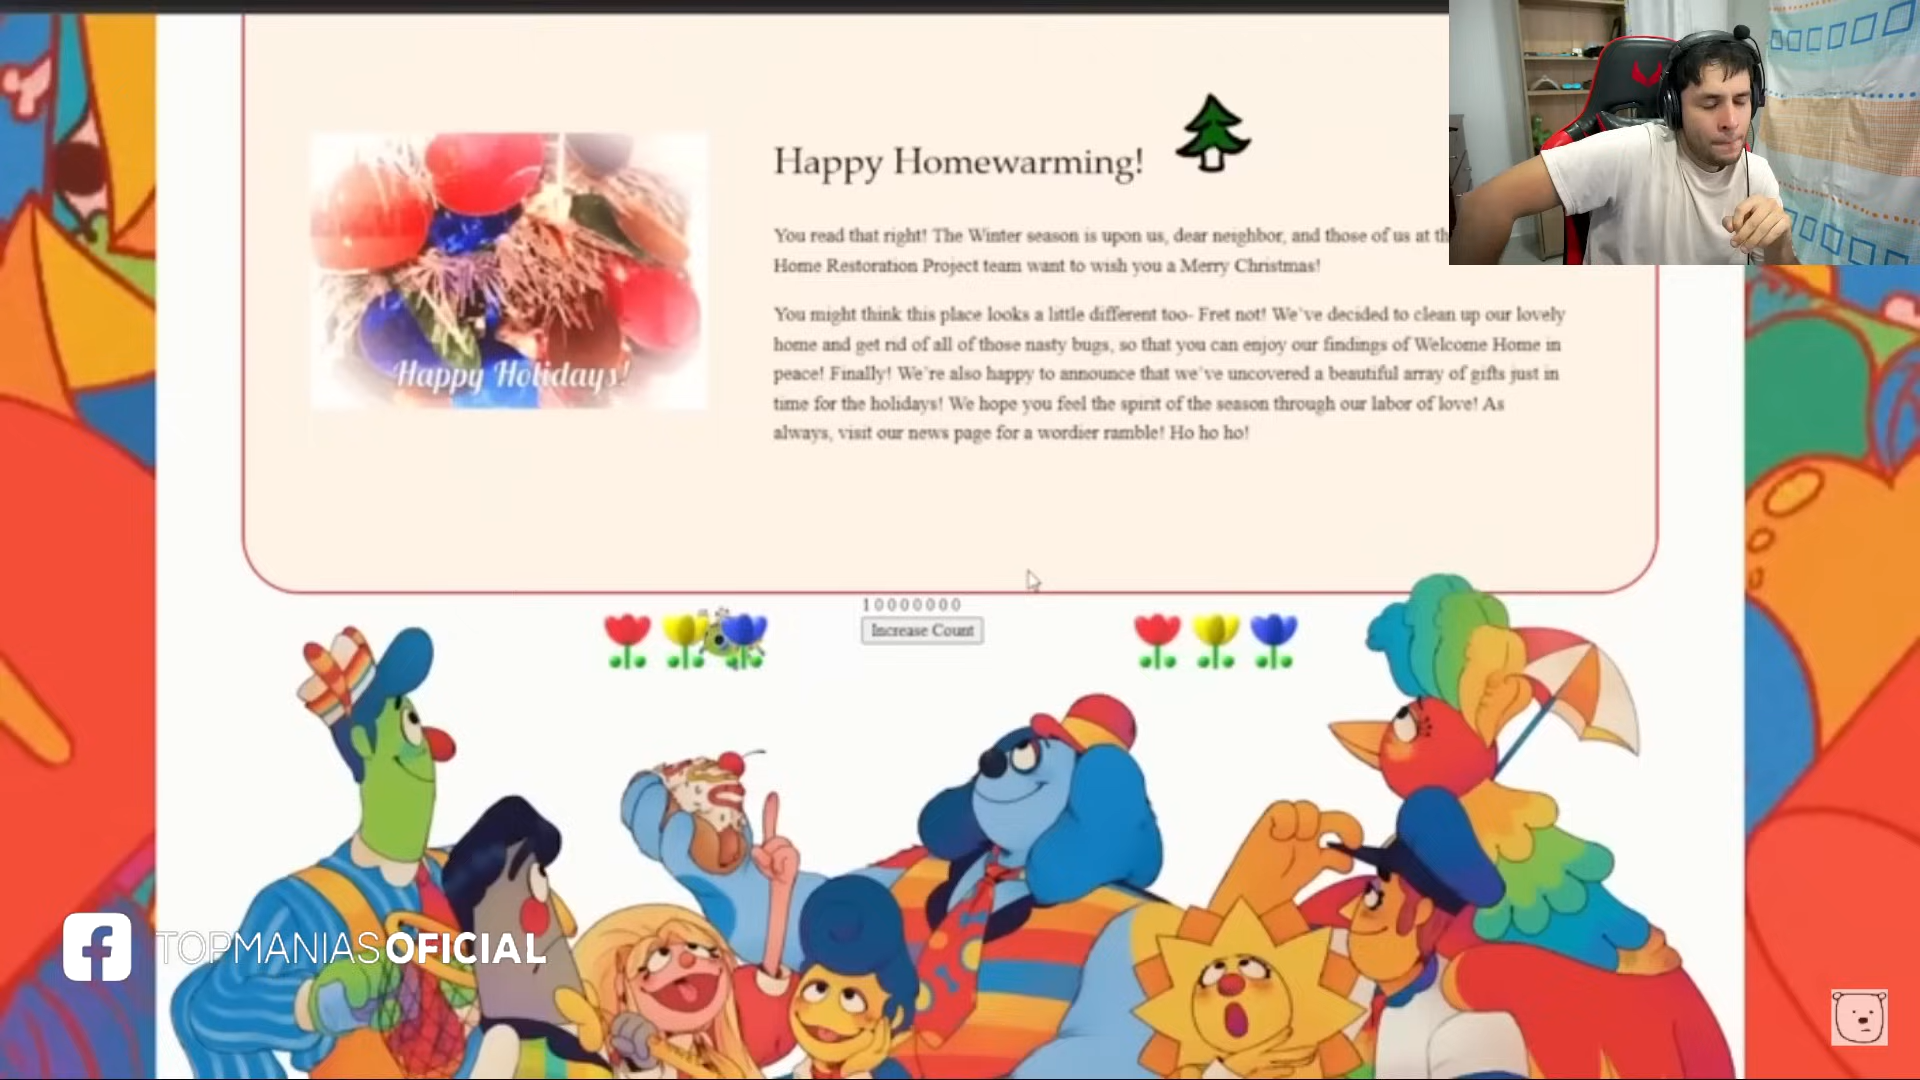 Happy Homewarming!
You read that right! The Winter season is upon us, dear neighbor, and those of us at
Home Restoration Project team want to wish you a Merry Christmas!
You might think this place looks a little different too- Fret not! We've decided to clean up our lovely
home and get rid of all of those nasty bugs, so that you can enjoy our findings of Welcome Home in
peace! Finally! We're also happy to announce that we've uncovered a beautiful array of gifts just in
time for the holidays! We hope you feel the spirit of the season through our labor of love! As
always, visit our news page for a wordier ramble! Ho ho ho!
Happy Holidays!
10000000
Increase Count
TOPMANIASOFICIAL